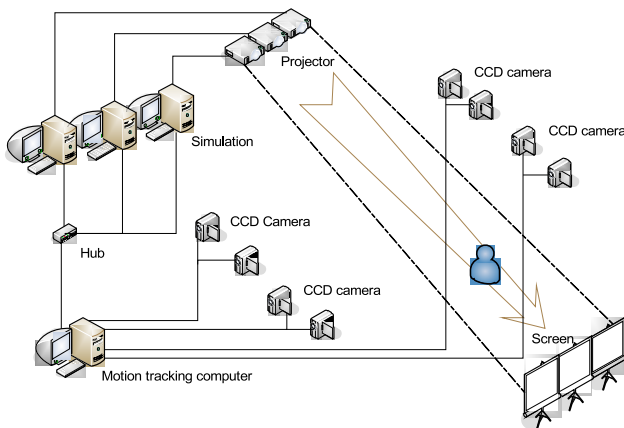 Projector
CCD camera
CCD camera
Simulation
CCD Camera
Hub
CCD camera
Screen
Motion tracking computer